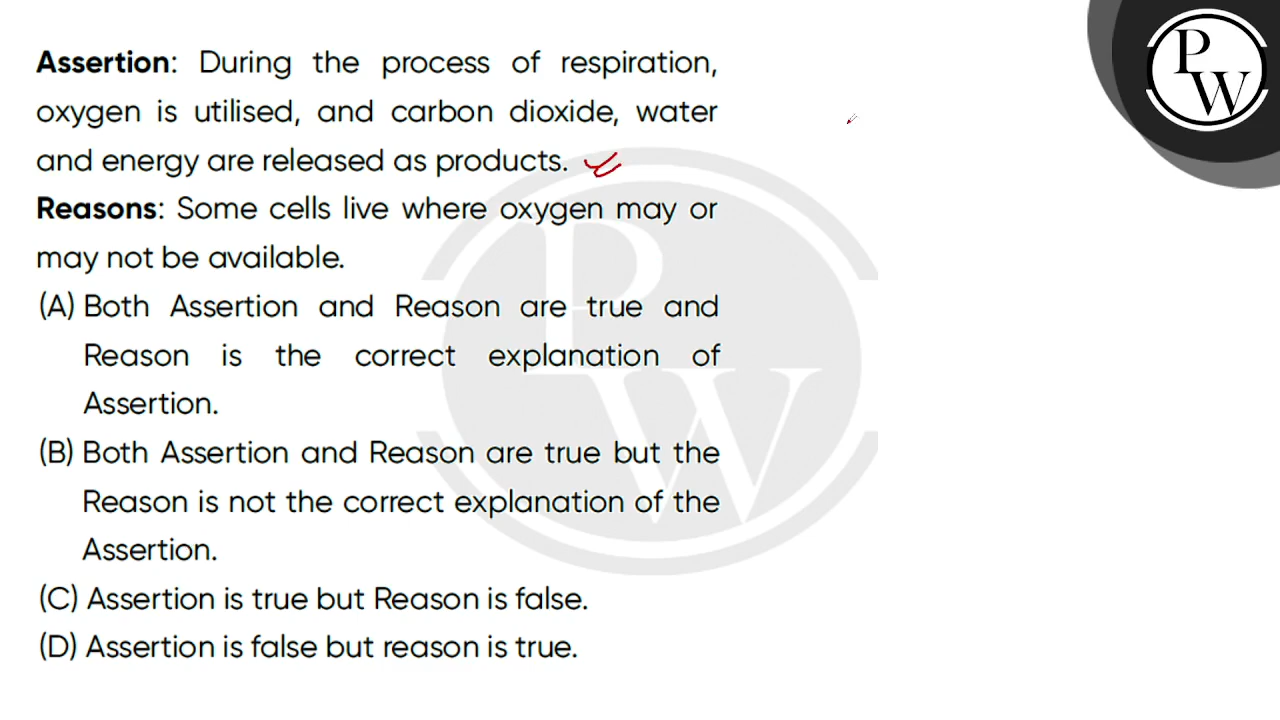 Assertion: During the process of respiration,
oxygen is utilised, and carbon dioxide, water
and energy are released as products.
Reasons: Some cells live where oxygen may or
may not be available.
(A) Both Assertion and Reason are true and
Reason is the correct explanation of
Assertion.
(B) Both Assertion and Reason are true but the
Reason is not the correct explanation of the
Assertion.
(C) Assertion is true but Reason is false.
(D) Assertion is false but reason is true.
P
W
P
W